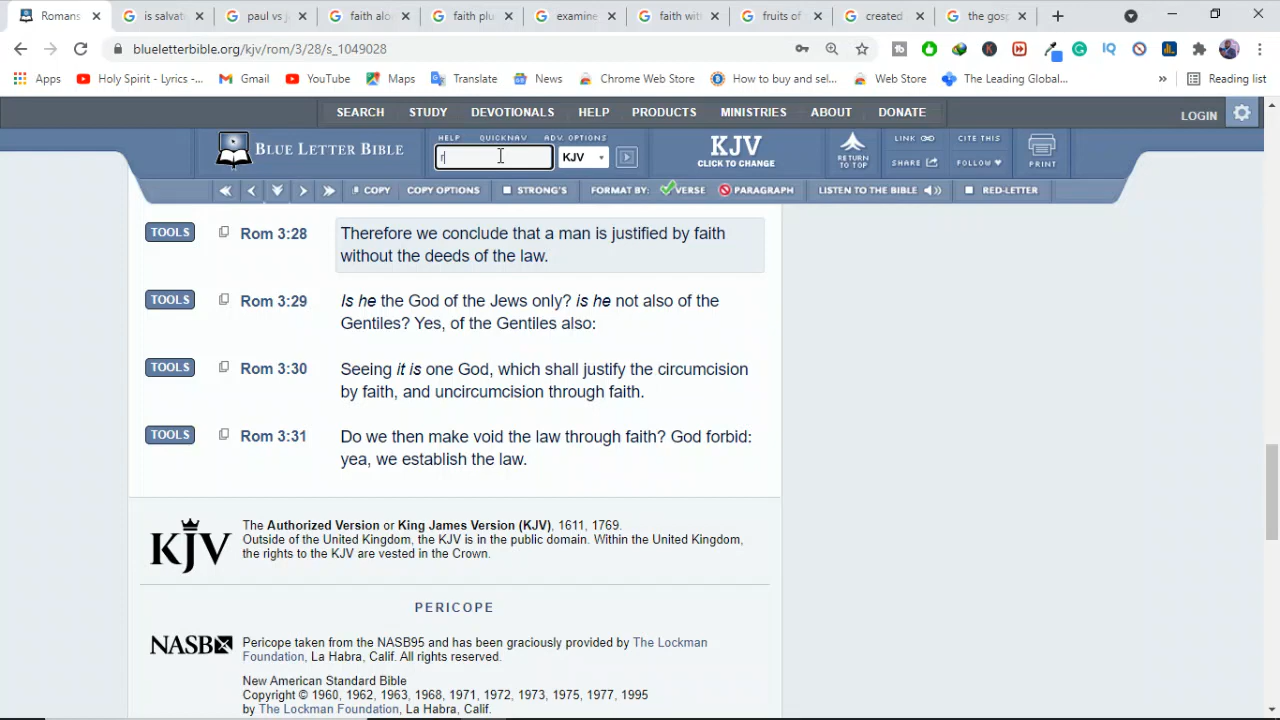 Romans
is salvat
paul vs j
faith alo
faith plu
examine
faith with
fruits of
created
the gosp
blueletterbible.org/kjv/rom/3/28/s_1049028
Apps
Holy Spirit - Lyrics -...
Gmail
YouTube
Maps
Translate
News
Chrome Web Store
How to buy and sel...
Web Store
The Leading Global...
»
Reading list
SEARCH
STUDY
DEVOTIONALS
HELP
PRODUCTS
MINISTRIES
ABOUT
DONATE
LOGIN
BLUE LETTER BIBLE
HELP
QUICKNAV
ADV. OPTIONS
r
KJV
KJV
CLICK TO CHANGE
RETURN
TO TOP
LINK
CITE THIS
SHARE
FOLLOW
PRINT
COPY
COPY OPTIONS
STRONG'S
FORMAT BY:
VERSE
PARAGRAPH
LISTEN TO THE BIBLE
RED-LETTER
TOOLS
Rom 3:28
Therefore we conclude that a man is justified by faith
without the deeds of the law.
TOOLS
Rom 3:29
Is he the God of the Jews only? is he not also of the
Gentiles? Yes, of the Gentiles also:
TOOLS
Rom 3:30
Seeing it is one God, which shall justify the circumcision
by faith, and uncircumcision through faith.
TOOLS
Rom 3:31
Do we then make void the law through faith? God forbid:
yea, we establish the law.
KJV
The Authorized Version or King James Version (KJV), 1611, 1769.
Outside of the United Kingdom, the KJV is in the public domain. Within the United Kingdom,
the rights to the KJV are vested in the Crown.
PERICOPE
NASB
Pericope taken from the NASB95 and has been graciously provided by The Lockman
Foundation, La Habra, Calif. All rights reserved.
New American Standard Bible
Copyright © 1960, 1962, 1963, 1968, 1971, 1972, 1973, 1975, 1977, 1995
by The Lockman Foundation, La Habra, Calif.